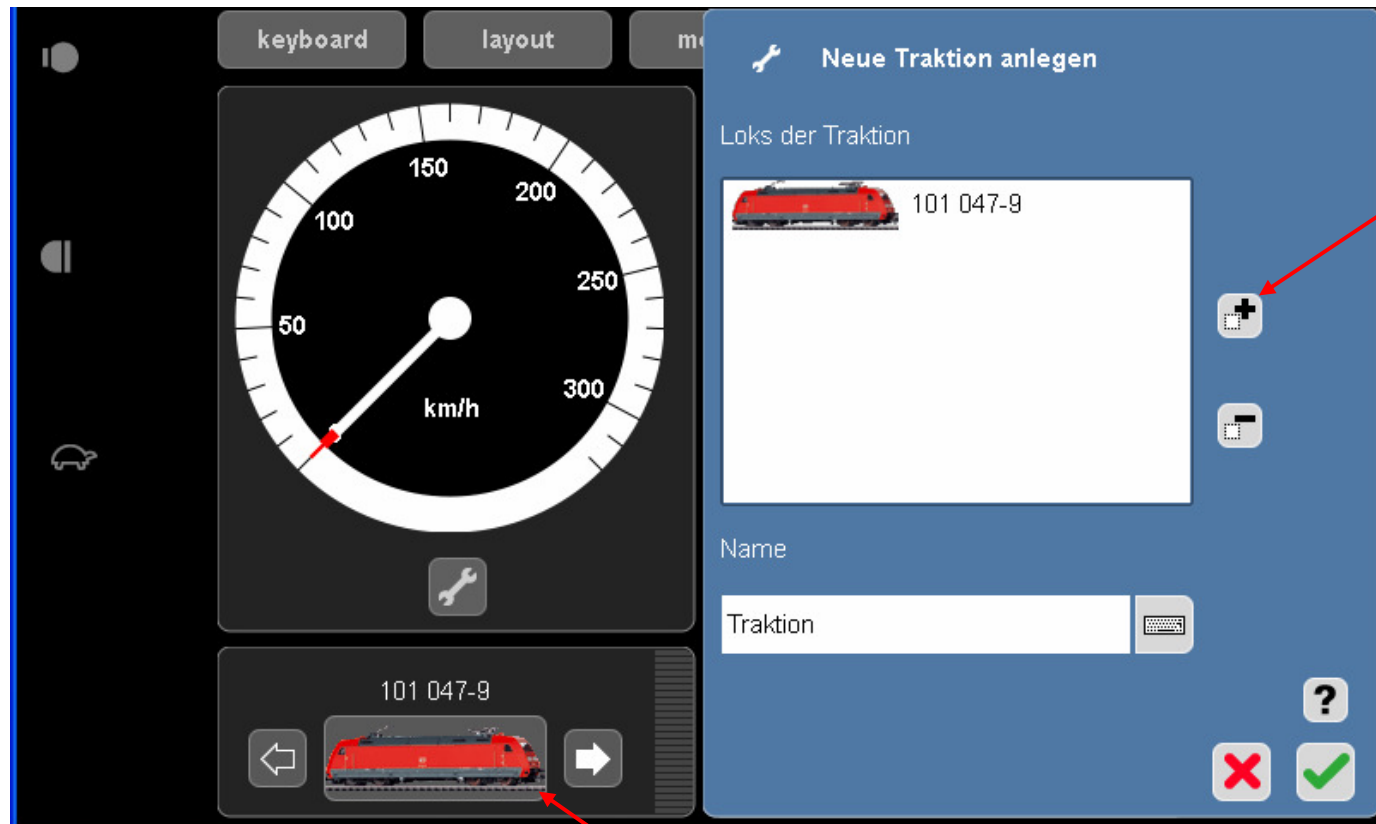 keyboard
layout
Neue Traktion anlegen
Loks der Traktion
101 047-9
150
200
100
250
50
300
km/h
Name
Traktion
101 047-9
?